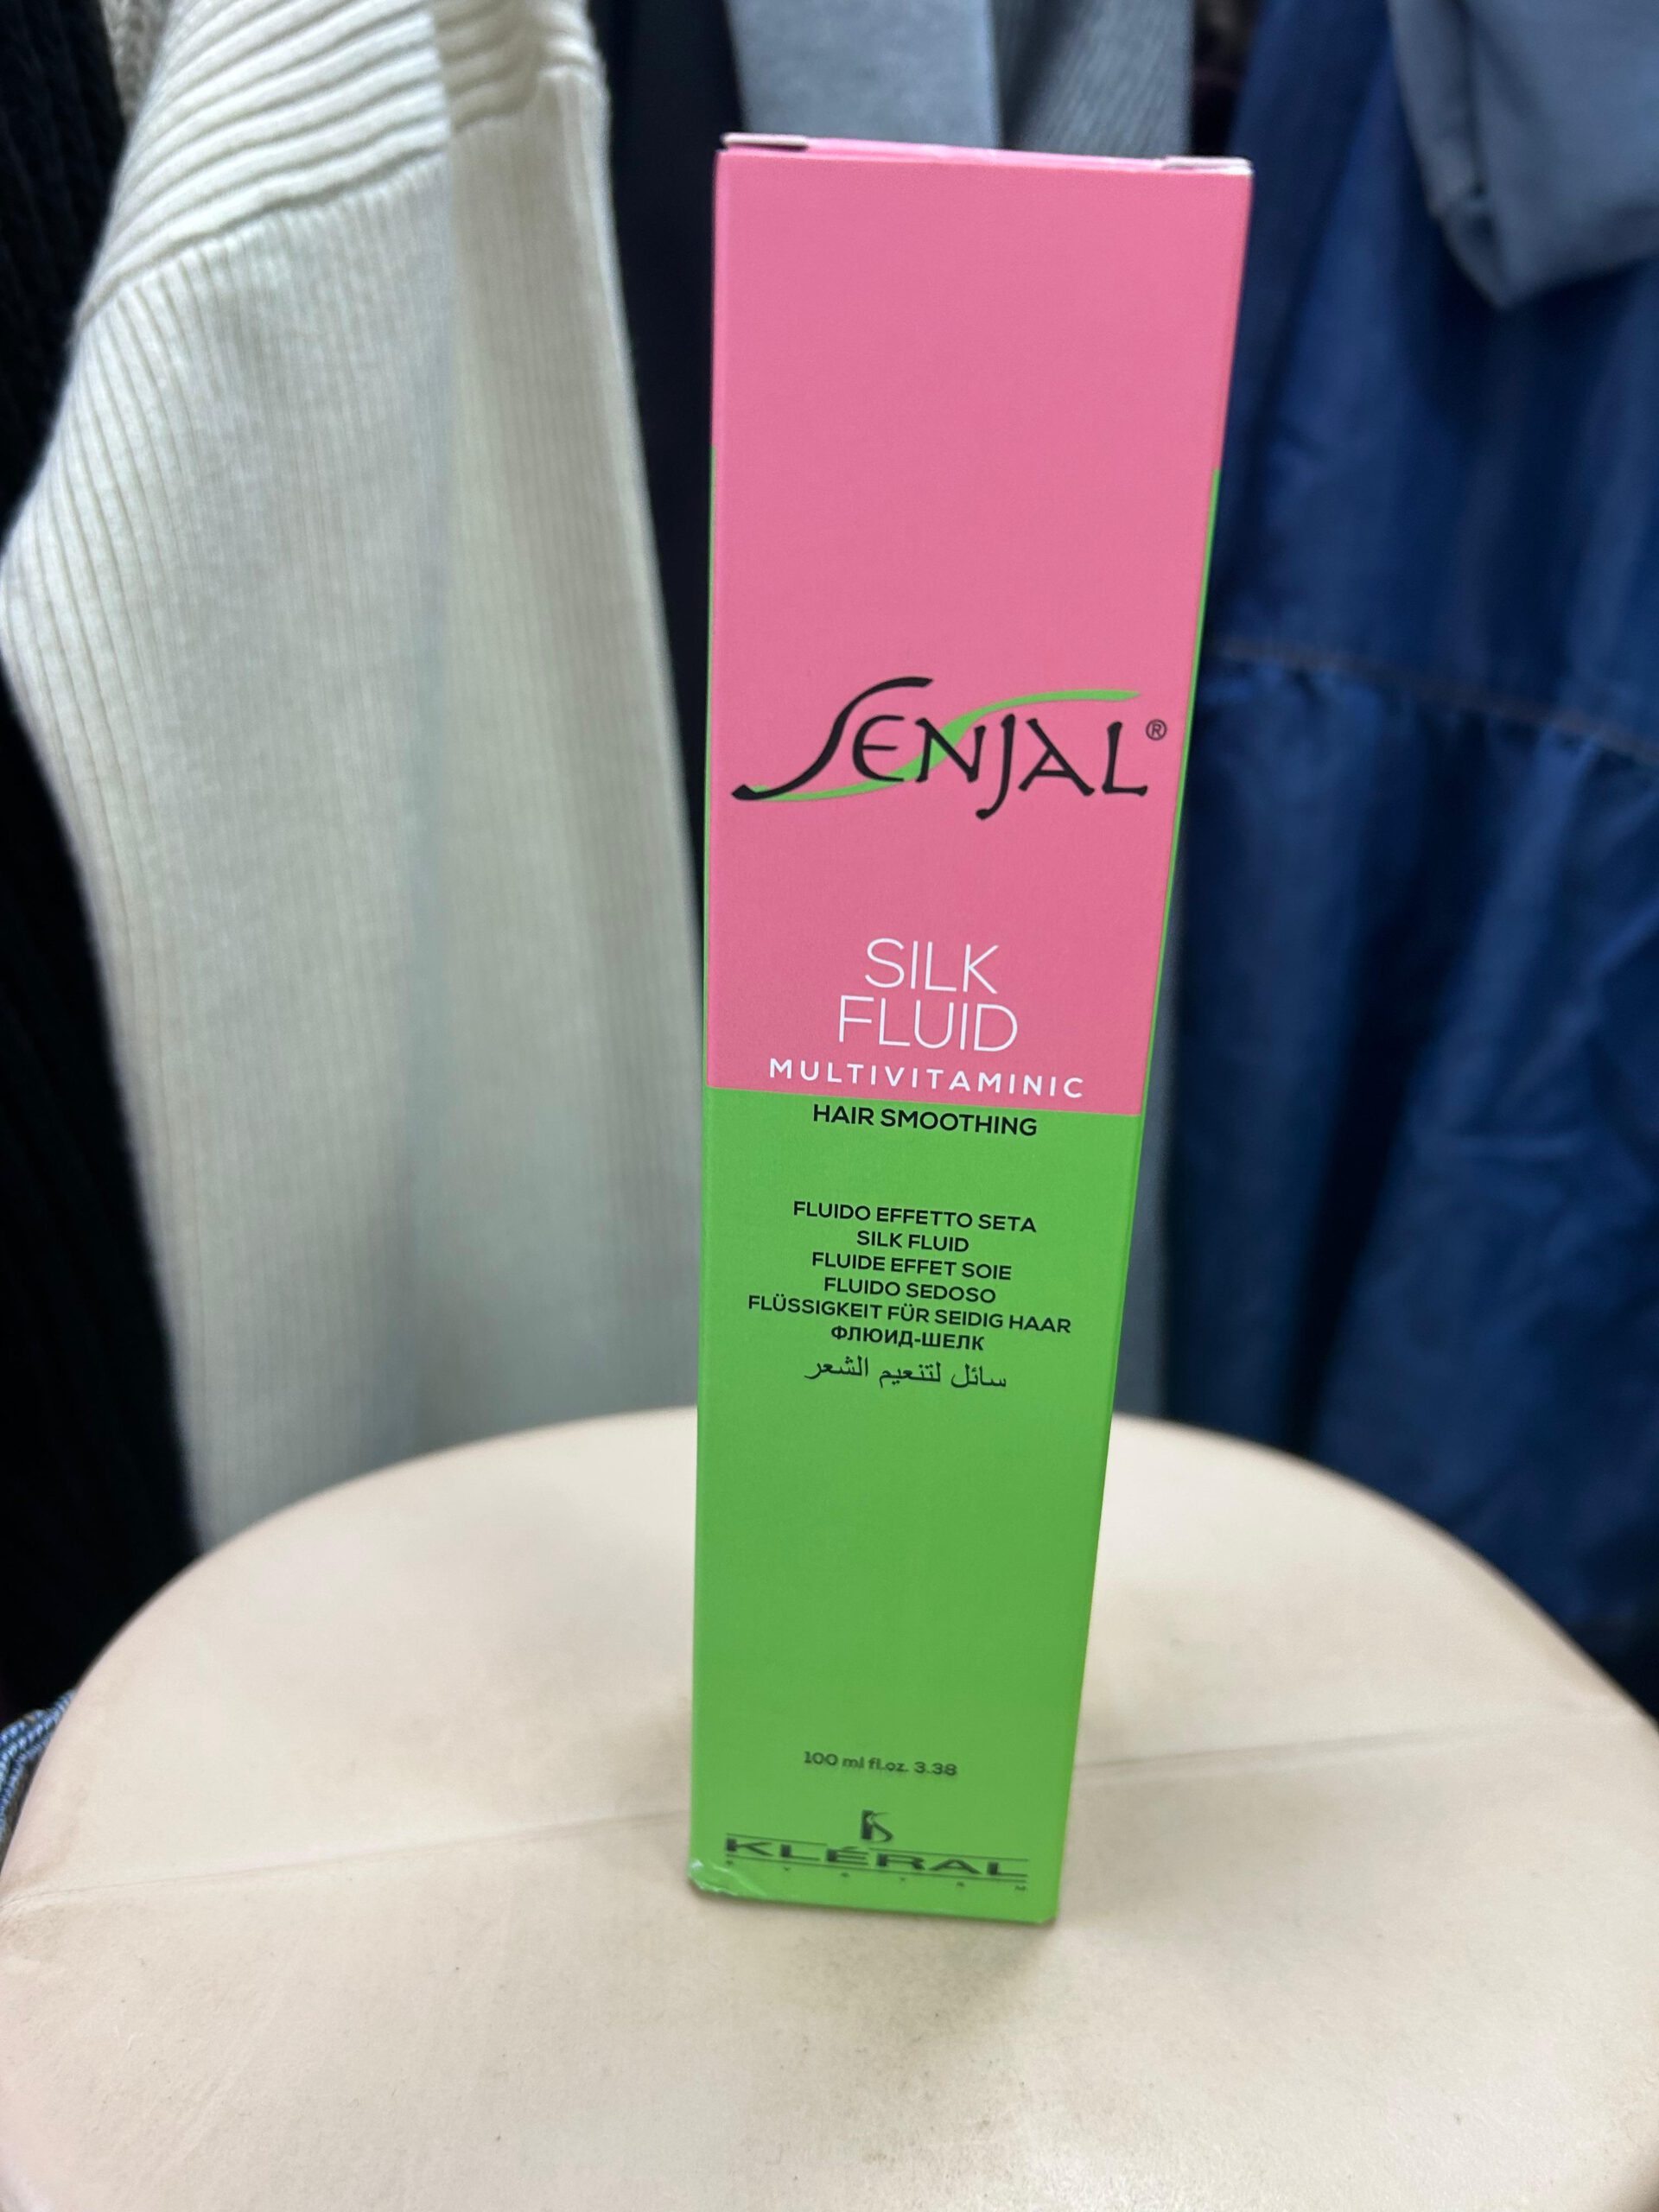 SENJAL®
SILK
FLUID
MULTIVITAMINIC
HAIR SMOOTHING
FLUIDO EFFETTO SETA
SILK FLUID
FLUIDE EFFET SOIE
FLUIDO SEDOSO
FLÜSSIGKEIT FÜR SEIDIG HAAR
ФЛЮИД-ШЕЛК
سائل لتنعيم الشعر
100 ml fl.oz. 3.38
KLÉRAL